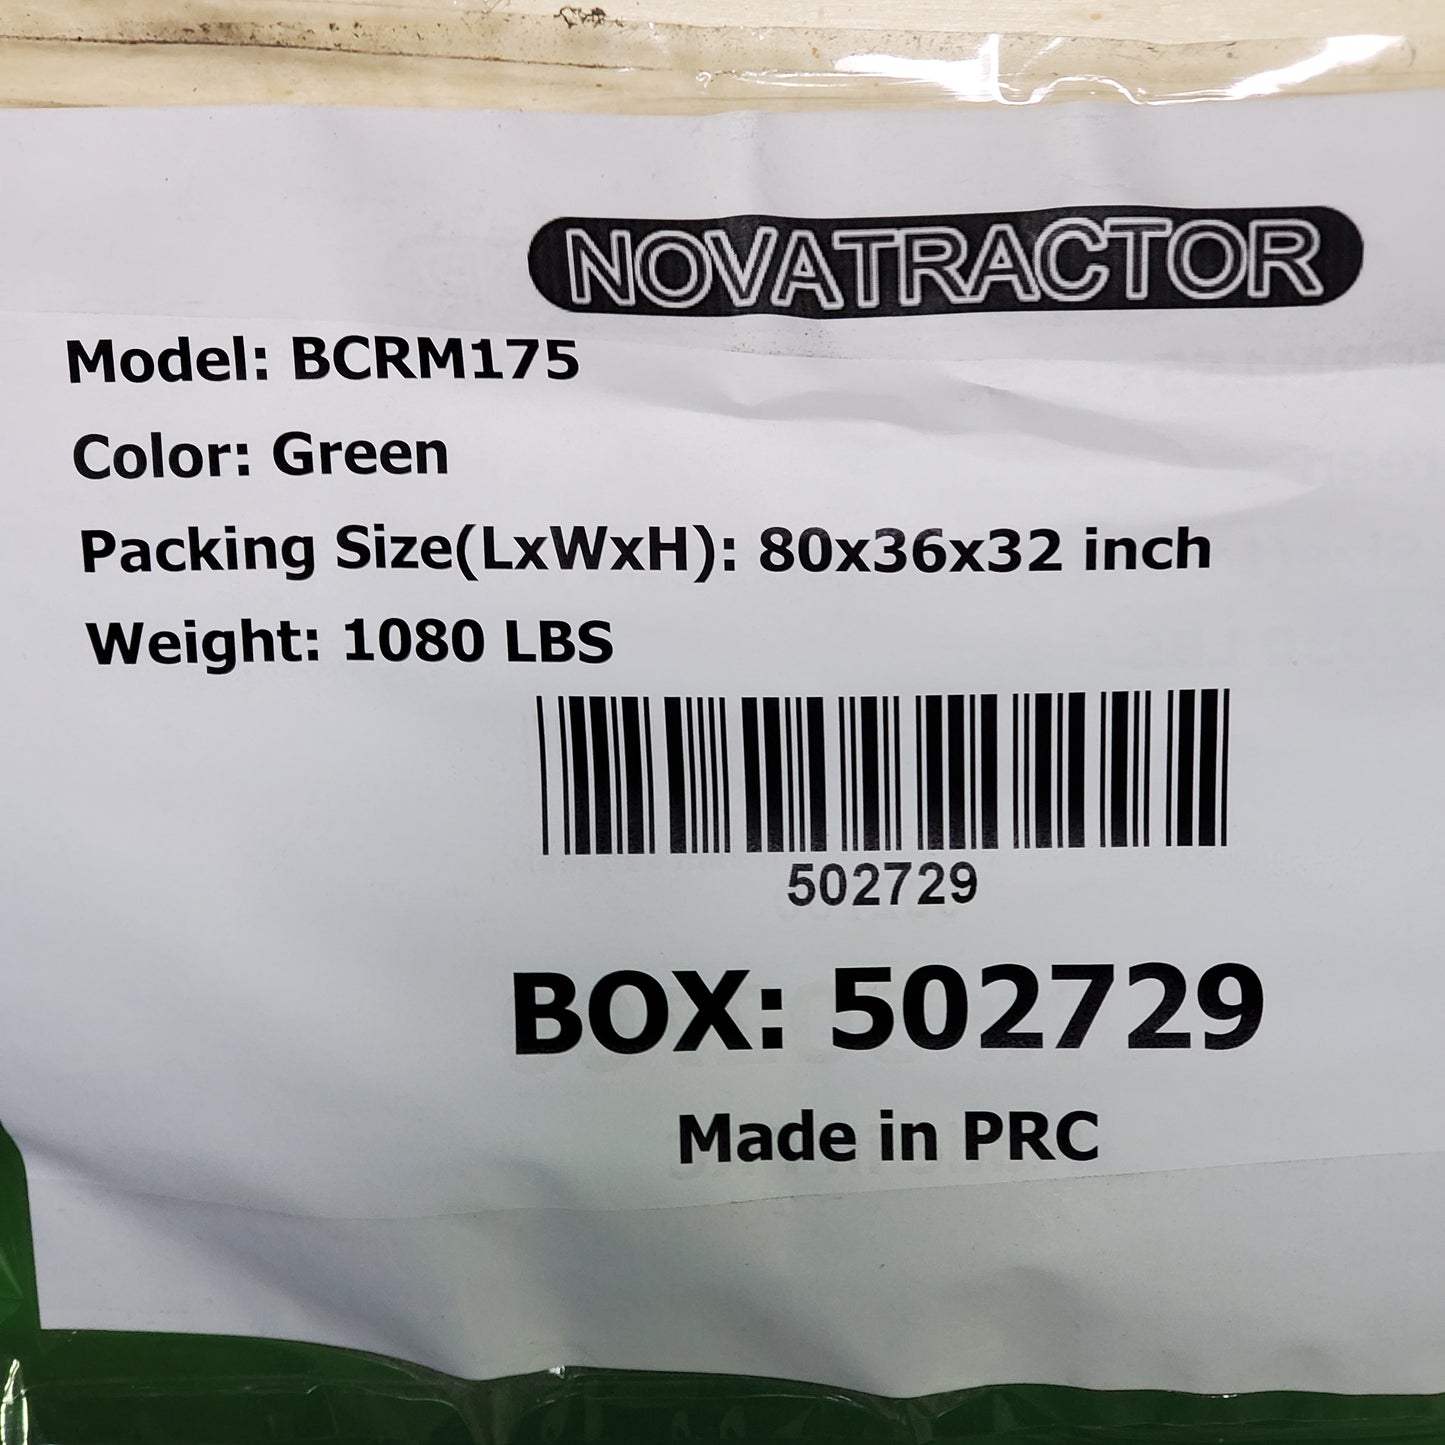 NOVATRACTOR
Model: BCRM175
Color: Green
Packing Size(LxWxH): 80x36x32 inch
Weight: 1080 LBS
502729
BOX: 502729
Made in PRC